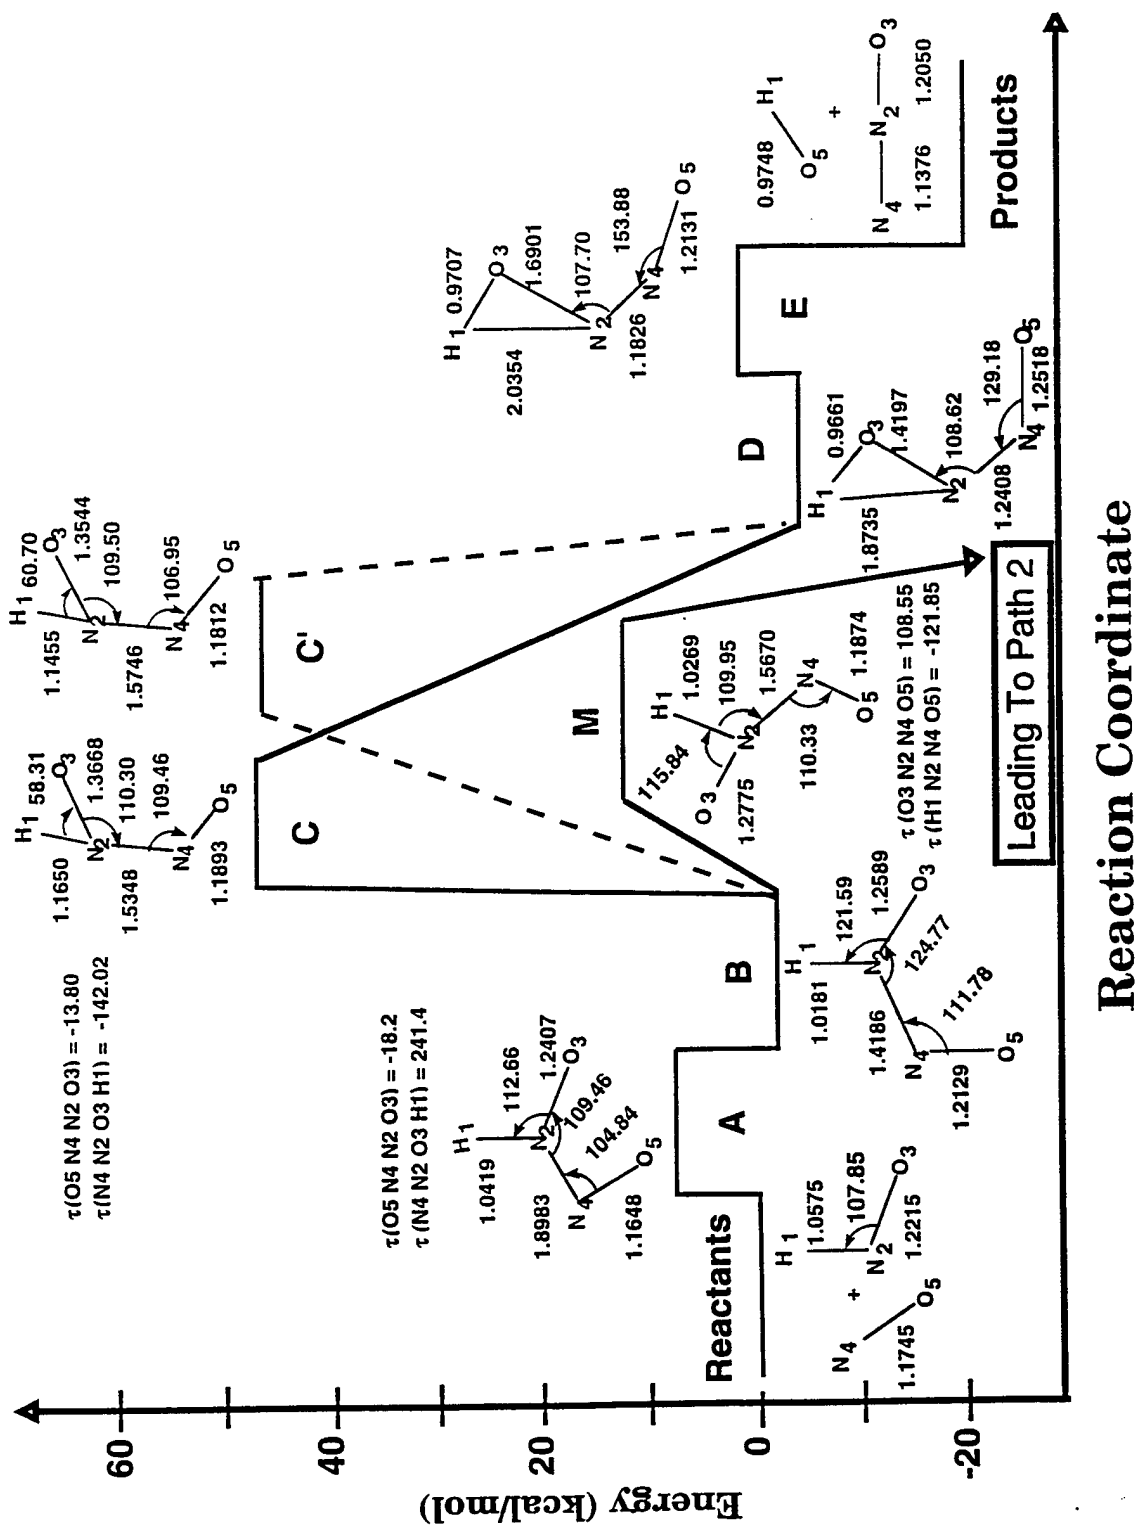 Energy (kcal/mol)
60
40
20
0
-20
Reaction Coordinate
Reactants
A
B
C
C'
M
D
E
Products
Leading To Path 2
τ(O5 N4 N2 O3) = -13.80
τ(N4 N2 O3 H1) = -142.02
τ(O5 N4 N2 O3) = -18.2
τ(N4 N2 O3 H1) = 241.4
τ(O3 N2 N4 O5) = 108.55
τ(H1 N2 N4 O5) = -121.85
N4
O5
1.1745
+
H1
N2
O3
1.0575
107.85
1.2215
H1
N2
O3
N4
O5
1.0419
112.66
1.2407
109.46
104.84
1.8983
1.1648
H1
N2
O3
N4
O5
1.0181
121.59
1.2589
124.77
111.78
1.4186
1.2129
H1
58.31
O3
N2
N4
O5
1.1650
1.3668
110.30
109.46
1.5348
1.1893
H1
60.70
O3
N2
N4
O5
1.1455
1.3544
109.50
106.95
1.5746
1.1812
H1
N2
O3
N4
O5
1.0269
109.95
1.5670
115.84
1.2775
110.33
1.1874
H1
O3
N2
N4
O5
0.9661
1.4197
108.62
129.18
1.8735
1.2408
1.2518
H1
O3
N2
N4
O5
0.9707
1.6901
107.70
153.88
2.0354
1.1826
1.2131
H1
O5
0.9748
+
N4
N2
O3
1.1376
1.2050